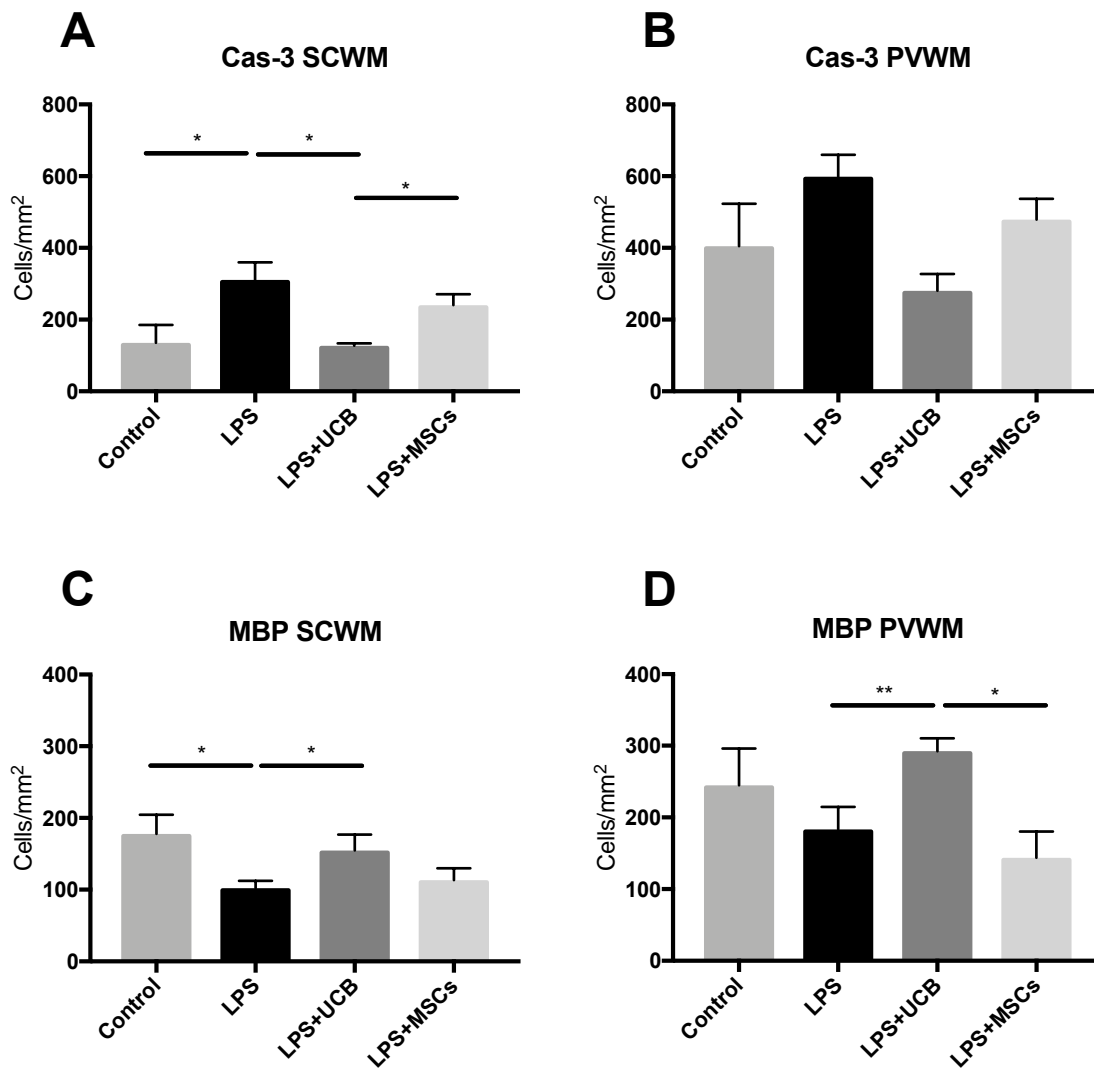 A
Cas-3 SCWM
800
600
400
200
0
Cells/mm²
* * *
Control
LPS
LPS+UCB
LPS+MSCs
B
Cas-3 PVWM
800
600
400
200
0
Cells/mm²
Control
LPS
LPS+UCB
LPS+MSCs
C
MBP SCWM
400
300
200
100
0
Cells/mm²
* *
Control
LPS
LPS+UCB
LPS+MSCs
D
MBP PVWM
400
300
200
100
0
Cells/mm²
** *
Control
LPS
LPS+UCB
LPS+MSCs